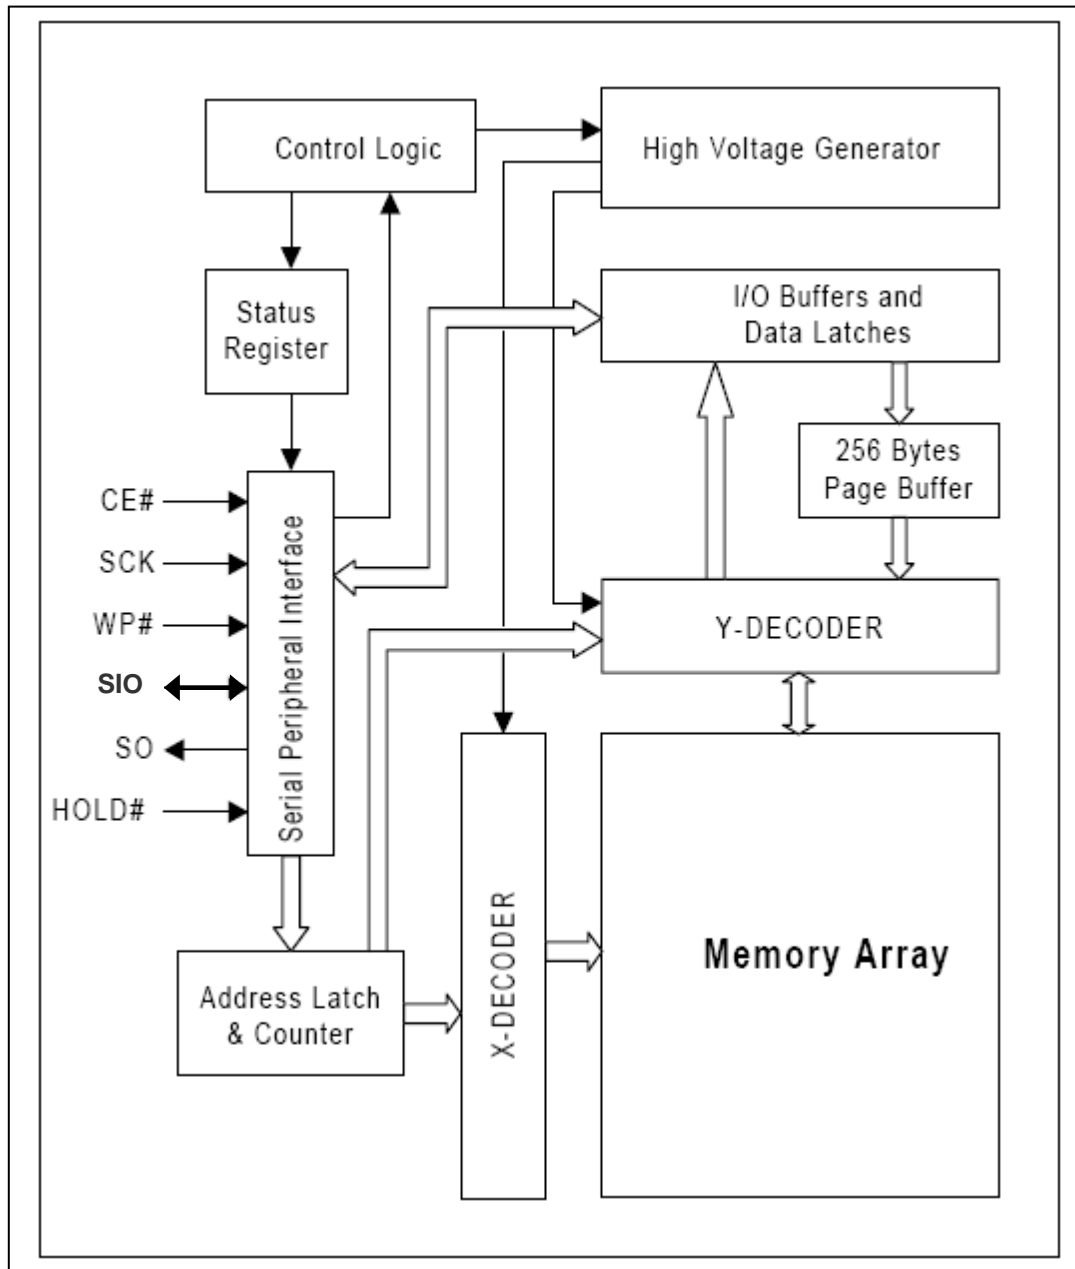 Control Logic
High Voltage Generator
Status
Register
I/O Buffers and
Data Latches
256 Bytes
Page Buffer
CE#
SCK
WP#
SIO
SO
HOLD#
Serial Peripheral Interface
Y-DECODER
X-DECODER
Memory Array
Address Latch
& Counter